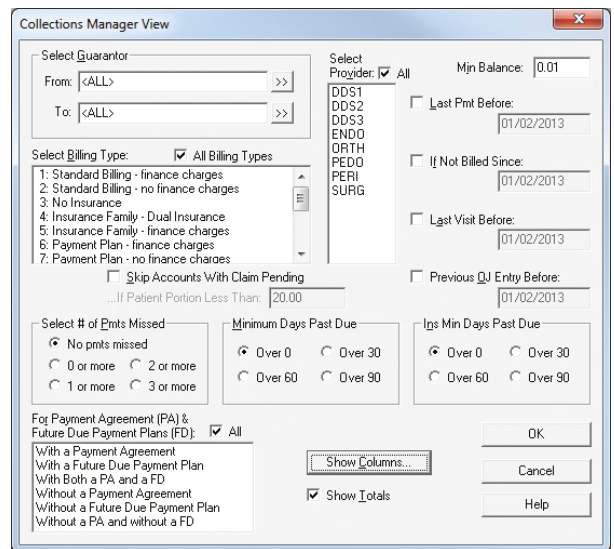 Collections Manager View
Select Guarantor
From: <ALL> >>
To: <ALL> >>
Select
Provider: All
DDS1
DDS2
DDS3
ENDO
ORTH
PEDO
PERI
SURG
Min Balance: 0.01
Last Pmt Before:
01/02/2013
If Not Billed Since:
01/02/2013
Last Visit Before:
01/02/2013
Previous OJ Entry Before:
01/02/2013
Select Billing Type: All Billing Types
1: Standard Billing - finance charges
2: Standard Billing - no finance charges
3: No Insurance
4: Insurance Family - Dual Insurance
5: Insurance Family - finance charges
6: Payment Plan - finance charges
7: Payment Plan - no finance charges
Skip Accounts With Claim Pending
...If Patient Portion Less Than: 20.00
Select # of Pmts Missed
No pmts missed
0 or more 2 or more
1 or more 3 or more
Minimum Days Past Due
Over 0 Over 30
Over 60 Over 90
Ins Min Days Past Due
Over 0 Over 30
Over 60 Over 90
For Payment Agreement (PA) &
Future Due Payment Plans (FD): All
With a Payment Agreement
With a Future Due Payment Plan
With Both a PA and a FD
Without a Payment Agreement
Without a Future Due Payment Plan
Without a PA and without a FD
Show Columns...
Show Totals
OK
Cancel
Help